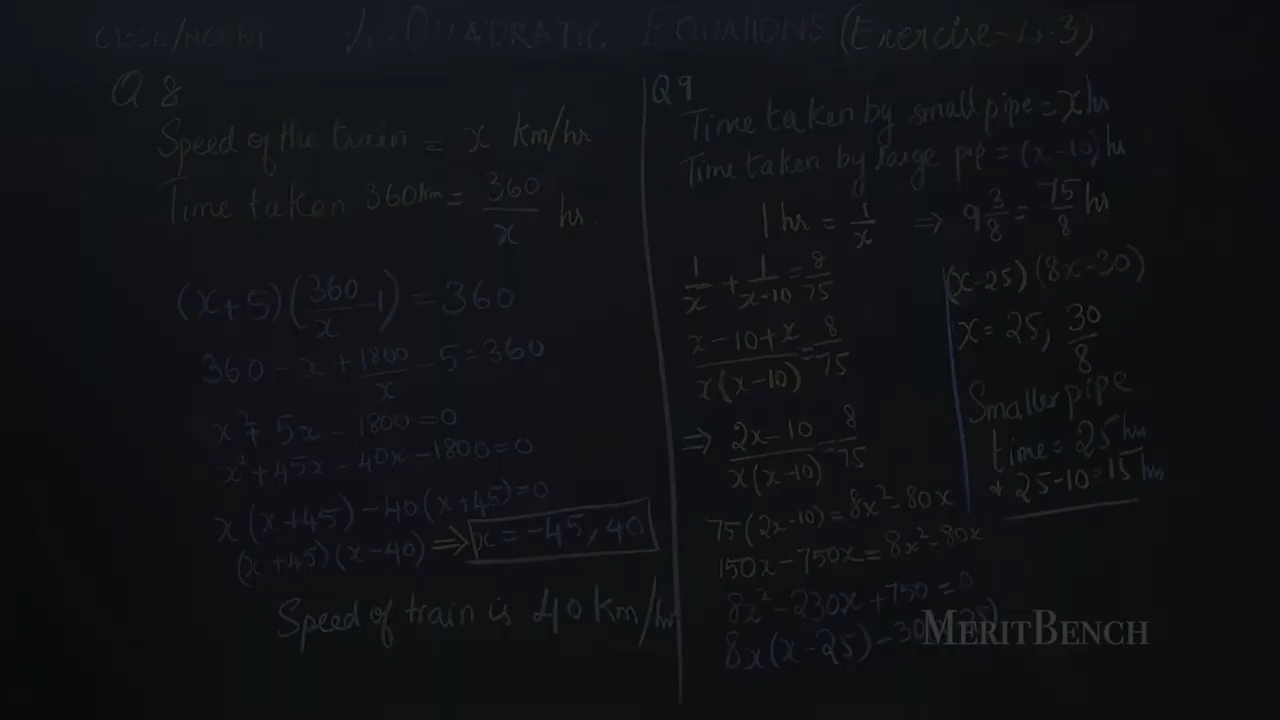 CBSE/NCERT 4. QUADRATIC EQUATIONS (Exercise-4.3)
Q 8
Speed of the train = x km/hr
Time taken 360km = 360/x hr.
(x+5)(360/x -1) = 360
360 - x + 1800/x - 5 = 360
x² + 5x - 1800 = 0
x² + 45x - 40x - 1800 = 0
x(x+45) - 40(x+45) = 0
(x+45)(x-40) ⇒ x = -45, 40
Speed of train is 40 Km/hr
Q 9
Time taken by small pipe = x hr
Time taken by large pip = (x-10) hr
1 hr = 1/x ⇒ 9 3/8 = 75/8 hr
1/x + 1/x-10 = 8/75
x-10+x/x(x-10) = 8/75
⇒ 2x-10/x(x-10) = 8/75
75(2x-10) = 8x² - 80x
150x - 750x = 8x² - 80x
8x² - 230x + 750 = 0
8x(x-25) - 30
(x-25)(8x-30)
x = 25, 30/8
Smaller pipe
time = 25 hrs
+ 25-10 = 15 hrs
MERITBENCH